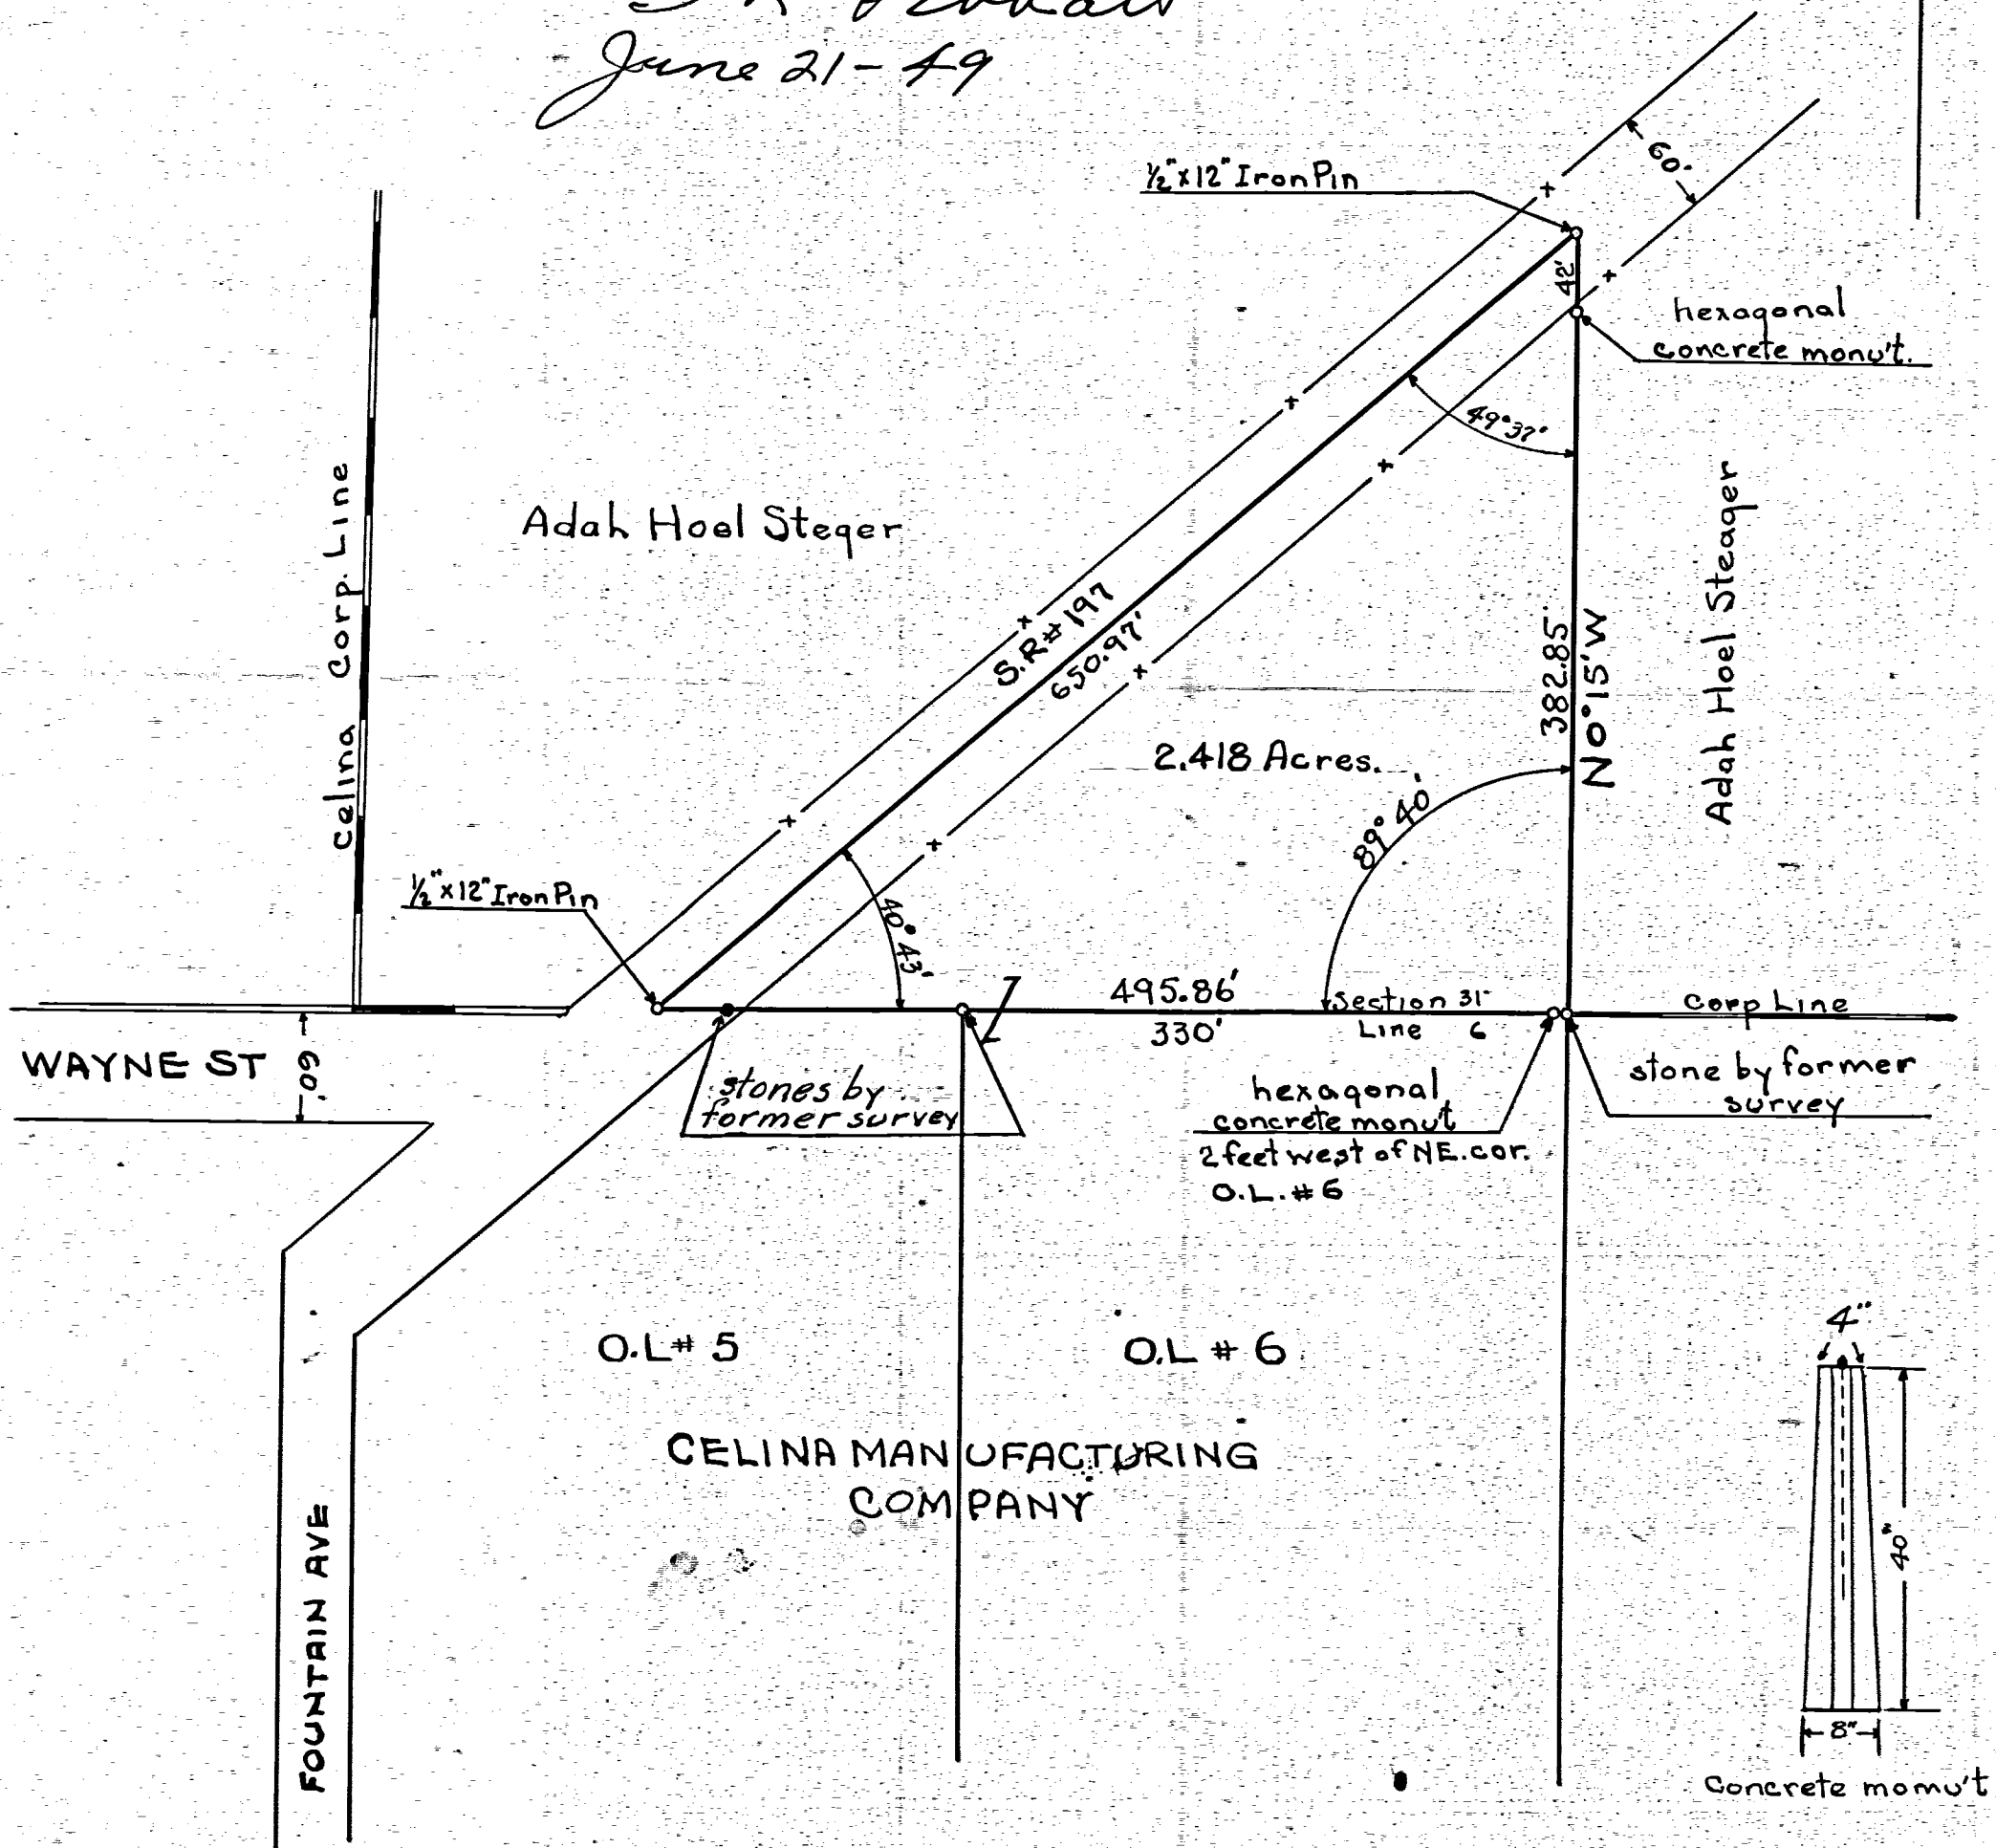 June 21-49
60'
½"x12" Iron Pin
42'
hexagonal
concrete monu't.
49°37'
Celina Corp. Line
Adah Hoel Steger
Adah Hoel Steager
S.R# 197
650.97'
382.85'
N0°15'W
2.418 Acres.
89° 40'
½"x12" Iron Pin
40° 43'
495.86'
Section 31
Corp Line
330'
Line 6
WAYNE ST
60'
stones by
former survey
hexagonal
concrete monu't
2 feet west of NE. cor.
O.L. # 6
stone by former
survey
O.L # 5
O.L # 6
4"
CELINA MANUFACTURING
COMPANY
40"
FOUNTAIN AVE
8"
Concrete momu't